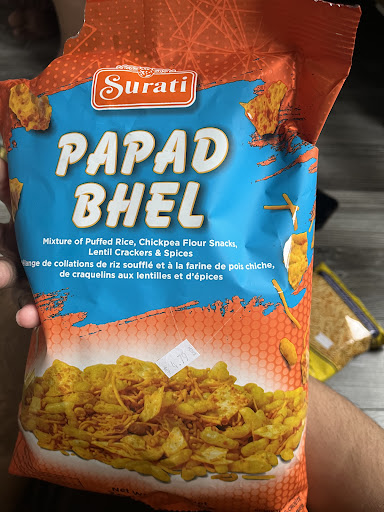 Surati
PAPAD
BHEL
Mixture of Puffed Rice, Chickpea Flour Snacks,
Lentil Crackers & Spices
lange de collations de riz soufflé et à la farine de pois chiche,
de craquelins aux lentilles et d'épices